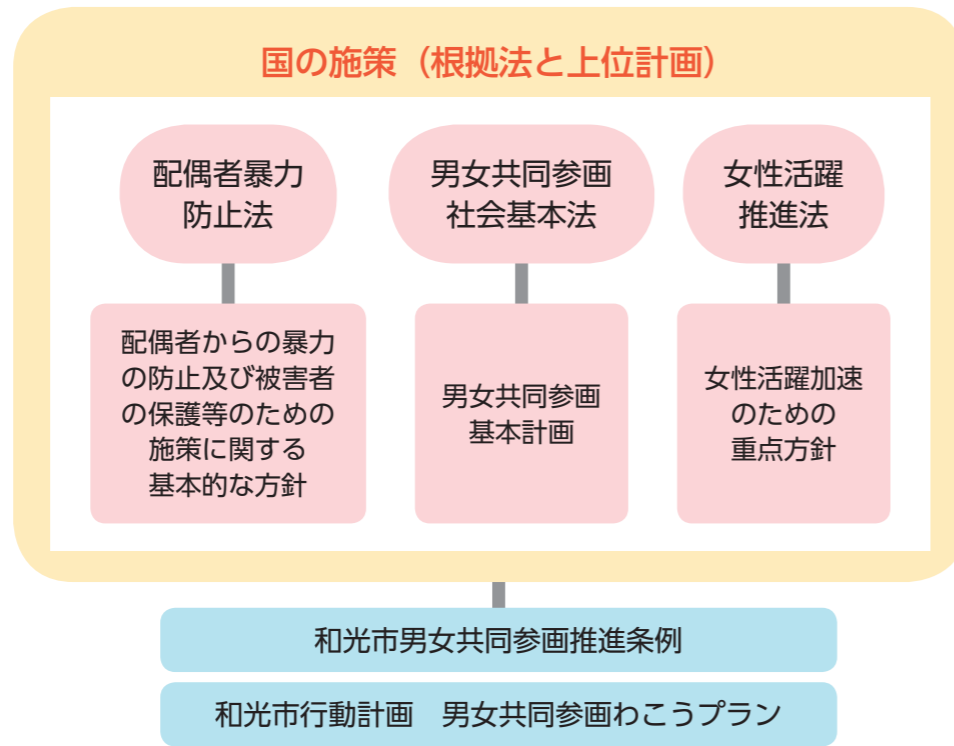 国の施策（根拠法と上位計画）
配偶者暴力
防止法
男女共同参画
社会基本法
女性活躍
推進法
配偶者からの暴力
の防止及び被害者
の保護等のための
施策に関する
基本的な方針
男女共同参画
基本計画
女性活躍加速
のための
重点方針
和光市男女共同参画推進条例
和光市行動計画　男女共同参画わこうプラン